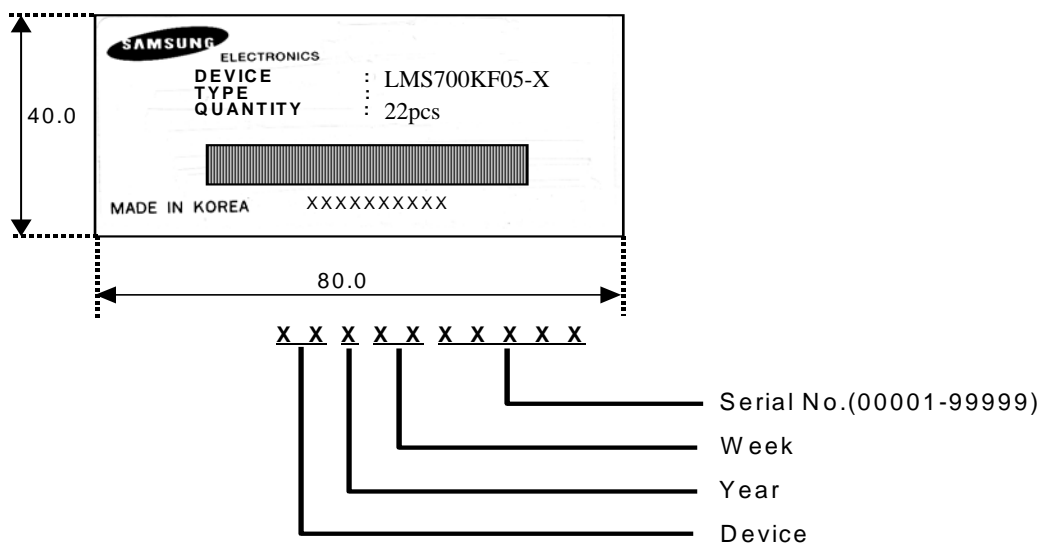 SAMSUNG
ELECTRONICS
DEVICE : LMS700KF05-X
TYPE :
QUANTITY : 22pcs
40.0
MADE IN KOREA XXXXXXXXXX
80.0
X X X X X X X X X X
Serial No.(00001-99999)
Week
Year
Device